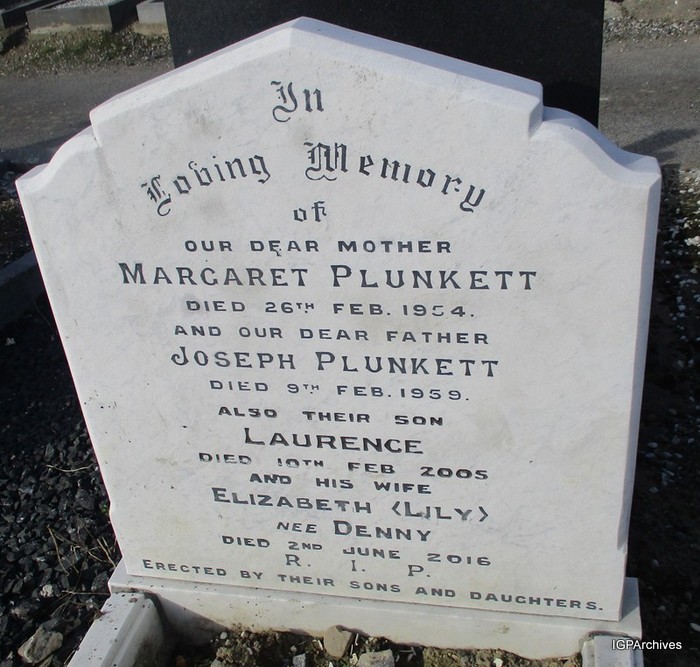 In
Loving Memory
of
OUR DEAR MOTHER
MARGARET PLUNKETT
DIED 26TH FEB. 1954.
AND OUR DEAR FATHER
JOSEPH PLUNKETT
DIED 9TH FEB. 1959.
ALSO THEIR SON
LAURENCE
DIED 10TH FEB 2005
AND HIS WIFE
ELIZABETH (LILY)
NEE DENNY
DIED 2ND JUNE 2016
R. I. P.
ERECTED BY THEIR SONS AND DAUGHTERS.
IGPArchives